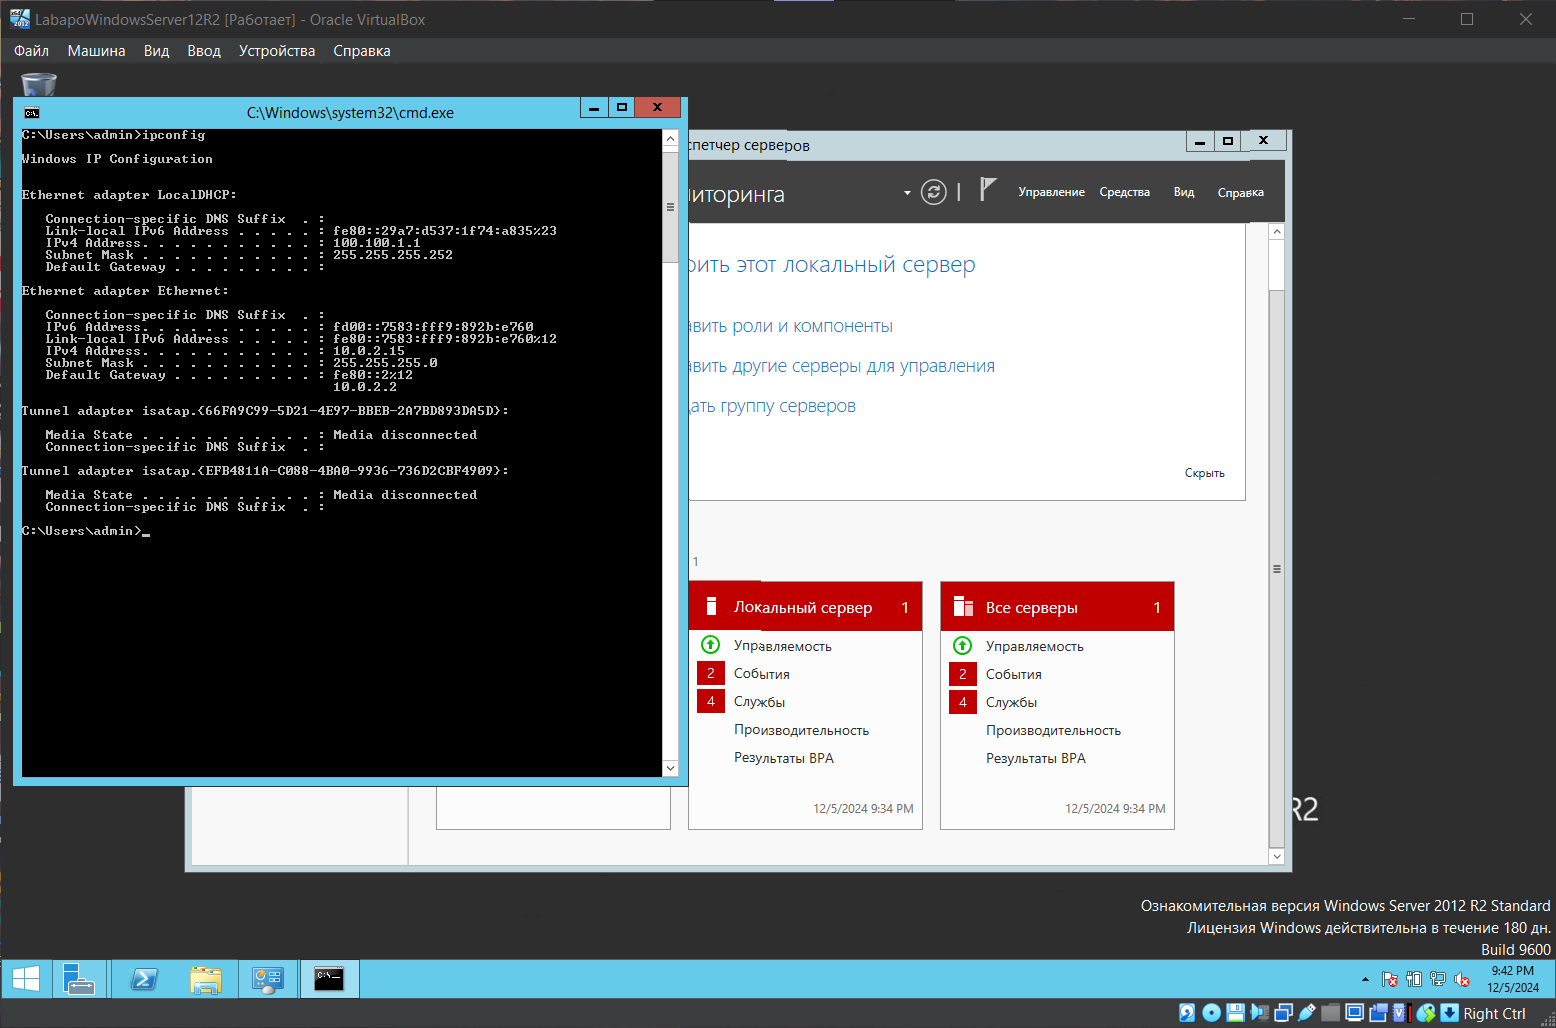 LabapoWindowsServer12R2 [Работает] - Oracle VirtualBox
Файл Машина Вид Ввод Устройства Справка
C:\Windows\system32\cmd.exe
C:\Users\admin>ipconfig
Windows IP Configuration
Ethernet adapter LocalDHCP:
Connection-specific DNS Suffix . :
Link-local IPv6 Address . . . . . : fe80::29a7:d537:1f74:a835%23
IPv4 Address. . . . . . . . . . . : 100.100.1.1
Subnet Mask . . . . . . . . . . . : 255.255.255.252
Default Gateway . . . . . . . . . :
Ethernet adapter Ethernet:
Connection-specific DNS Suffix . :
IPv6 Address. . . . . . . . . . . : fd00::7583:fff9:892b:e760
Link-local IPv6 Address . . . . . : fe80::7583:fff9:892b:e760%12
IPv4 Address. . . . . . . . . . . : 10.0.2.15
Subnet Mask . . . . . . . . . . . : 255.255.255.0
Default Gateway . . . . . . . . . : fe80::2%12
10.0.2.2
Tunnel adapter isatap.{66FA9C99-5D21-4E97-BBEB-2A7BD893DA5D}:
Media State . . . . . . . . . . . : Media disconnected
Connection-specific DNS Suffix . :
Tunnel adapter isatap.{EFB4811A-C088-4BA0-9936-736D2CBF4909}:
Media State . . . . . . . . . . . : Media disconnected
Connection-specific DNS Suffix . :
C:\Users\admin>_
спетчер серверов
иторинга
Управление Средства Вид Справка
рить этот локальный сервер
авить роли и компоненты
авить другие серверы для управления
дать группу серверов
Скрыть
1
Локальный сервер 1
Управляемость
2 События
4 Службы
Производительность
Результаты BPA
12/5/2024 9:34 PM
Все серверы 1
Управляемость
2 События
4 Службы
Производительность
Результаты BPA
12/5/2024 9:34 PM
R2
Ознакомительная версия Windows Server 2012 R2 Standard
Лицензия Windows действительна в течение 180 дн.
Build 9600
9:42 PM
12/5/2024
Right Ctrl